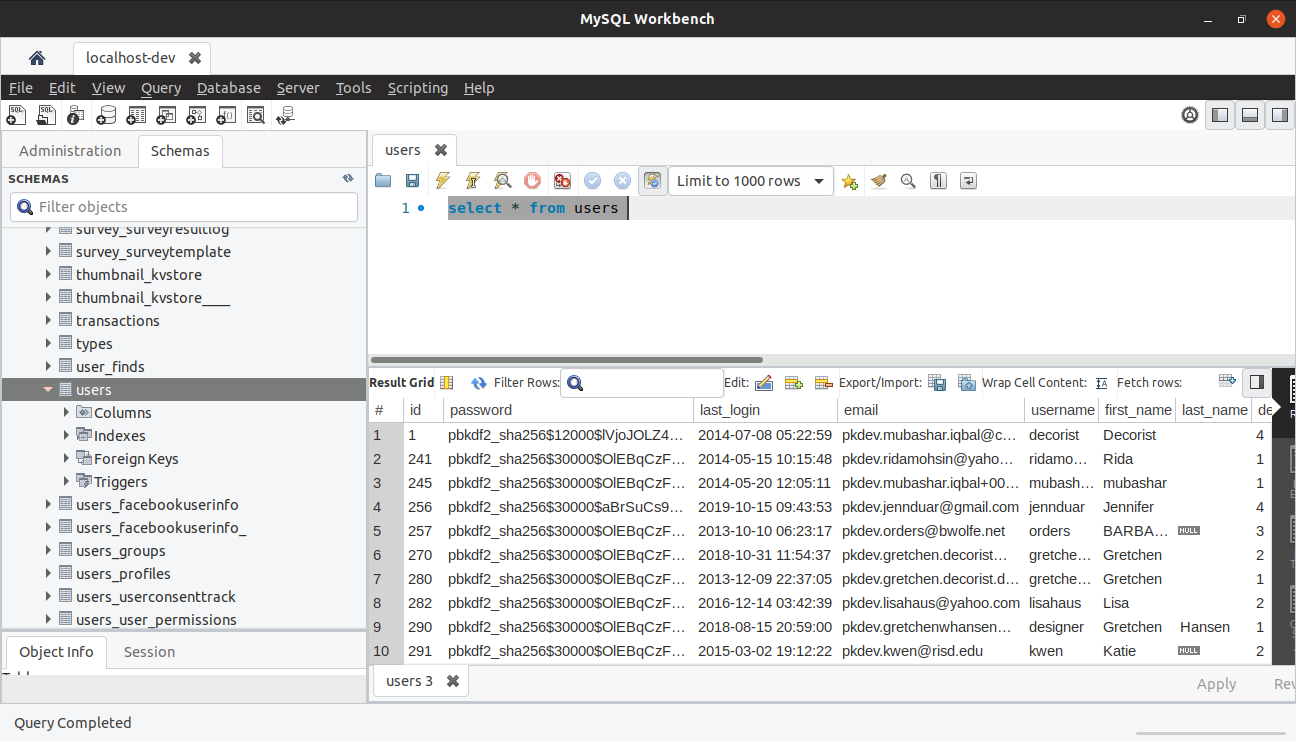 MySQL Workbench
localhost-dev
File Edit View Query Database Server Tools Scripting Help
Administration Schemas
SCHEMAS
Filter objects
survey_surveyresultlog
survey_surveytemplate
thumbnail_kvstore
thumbnail_kvstore____
transactions
types
user_finds
users
Columns
Indexes
Foreign Keys
Triggers
users_facebookuserinfo
users_facebookuserinfo_
users_groups
users_profiles
users_userconsenttrack
users_user_permissions
Object Info Session
users
Limit to 1000 rows
1 select * from users
Result Grid Filter Rows: Edit: Export/Import: Wrap Cell Content: Fetch rows:
# id password last_login email username first_name last_name de
1 1 pbkdf2_sha256$12000$lVjoJOLZ4... 2014-07-08 05:22:59 pkdev.mubashar.iqbal@c... decorist Decorist 4
2 241 pbkdf2_sha256$30000$OlEBqCzF... 2014-05-15 10:15:48 pkdev.ridamohsin@yaho... ridamo... Rida 1
3 245 pbkdf2_sha256$30000$OlEBqCzF... 2014-05-20 12:05:11 pkdev.mubashar.iqbal+00... mubash... mubashar 1
4 256 pbkdf2_sha256$30000$aBrSuCs9... 2019-10-15 09:43:53 pkdev.jennduar@gmail.com jennduar Jennifer 4
5 257 pbkdf2_sha256$30000$OlEBqCzF... 2013-10-10 06:23:17 pkdev.orders@bwolfe.net orders BARBA... NULL 3
6 270 pbkdf2_sha256$30000$OlEBqCzF... 2018-10-31 11:54:37 pkdev.gretchen.decorist... gretche... Gretchen 2
7 280 pbkdf2_sha256$30000$OlEBqCzF... 2013-12-09 22:37:05 pkdev.gretchen.decorist.d... gretche... Gretchen 1
8 282 pbkdf2_sha256$30000$OlEBqCzF... 2016-12-14 03:42:39 pkdev.lisahaus@yahoo.com lisahaus Lisa 2
9 290 pbkdf2_sha256$30000$OlEBqCzF... 2018-08-15 20:59:00 pkdev.gretchenwhansen... designer Gretchen Hansen 1
10 291 pbkdf2_sha256$30000$OlEBqCzF... 2015-03-02 19:12:22 pkdev.kwen@risd.edu kwen Katie NULL 2
users 3
Apply Rev
Query Completed